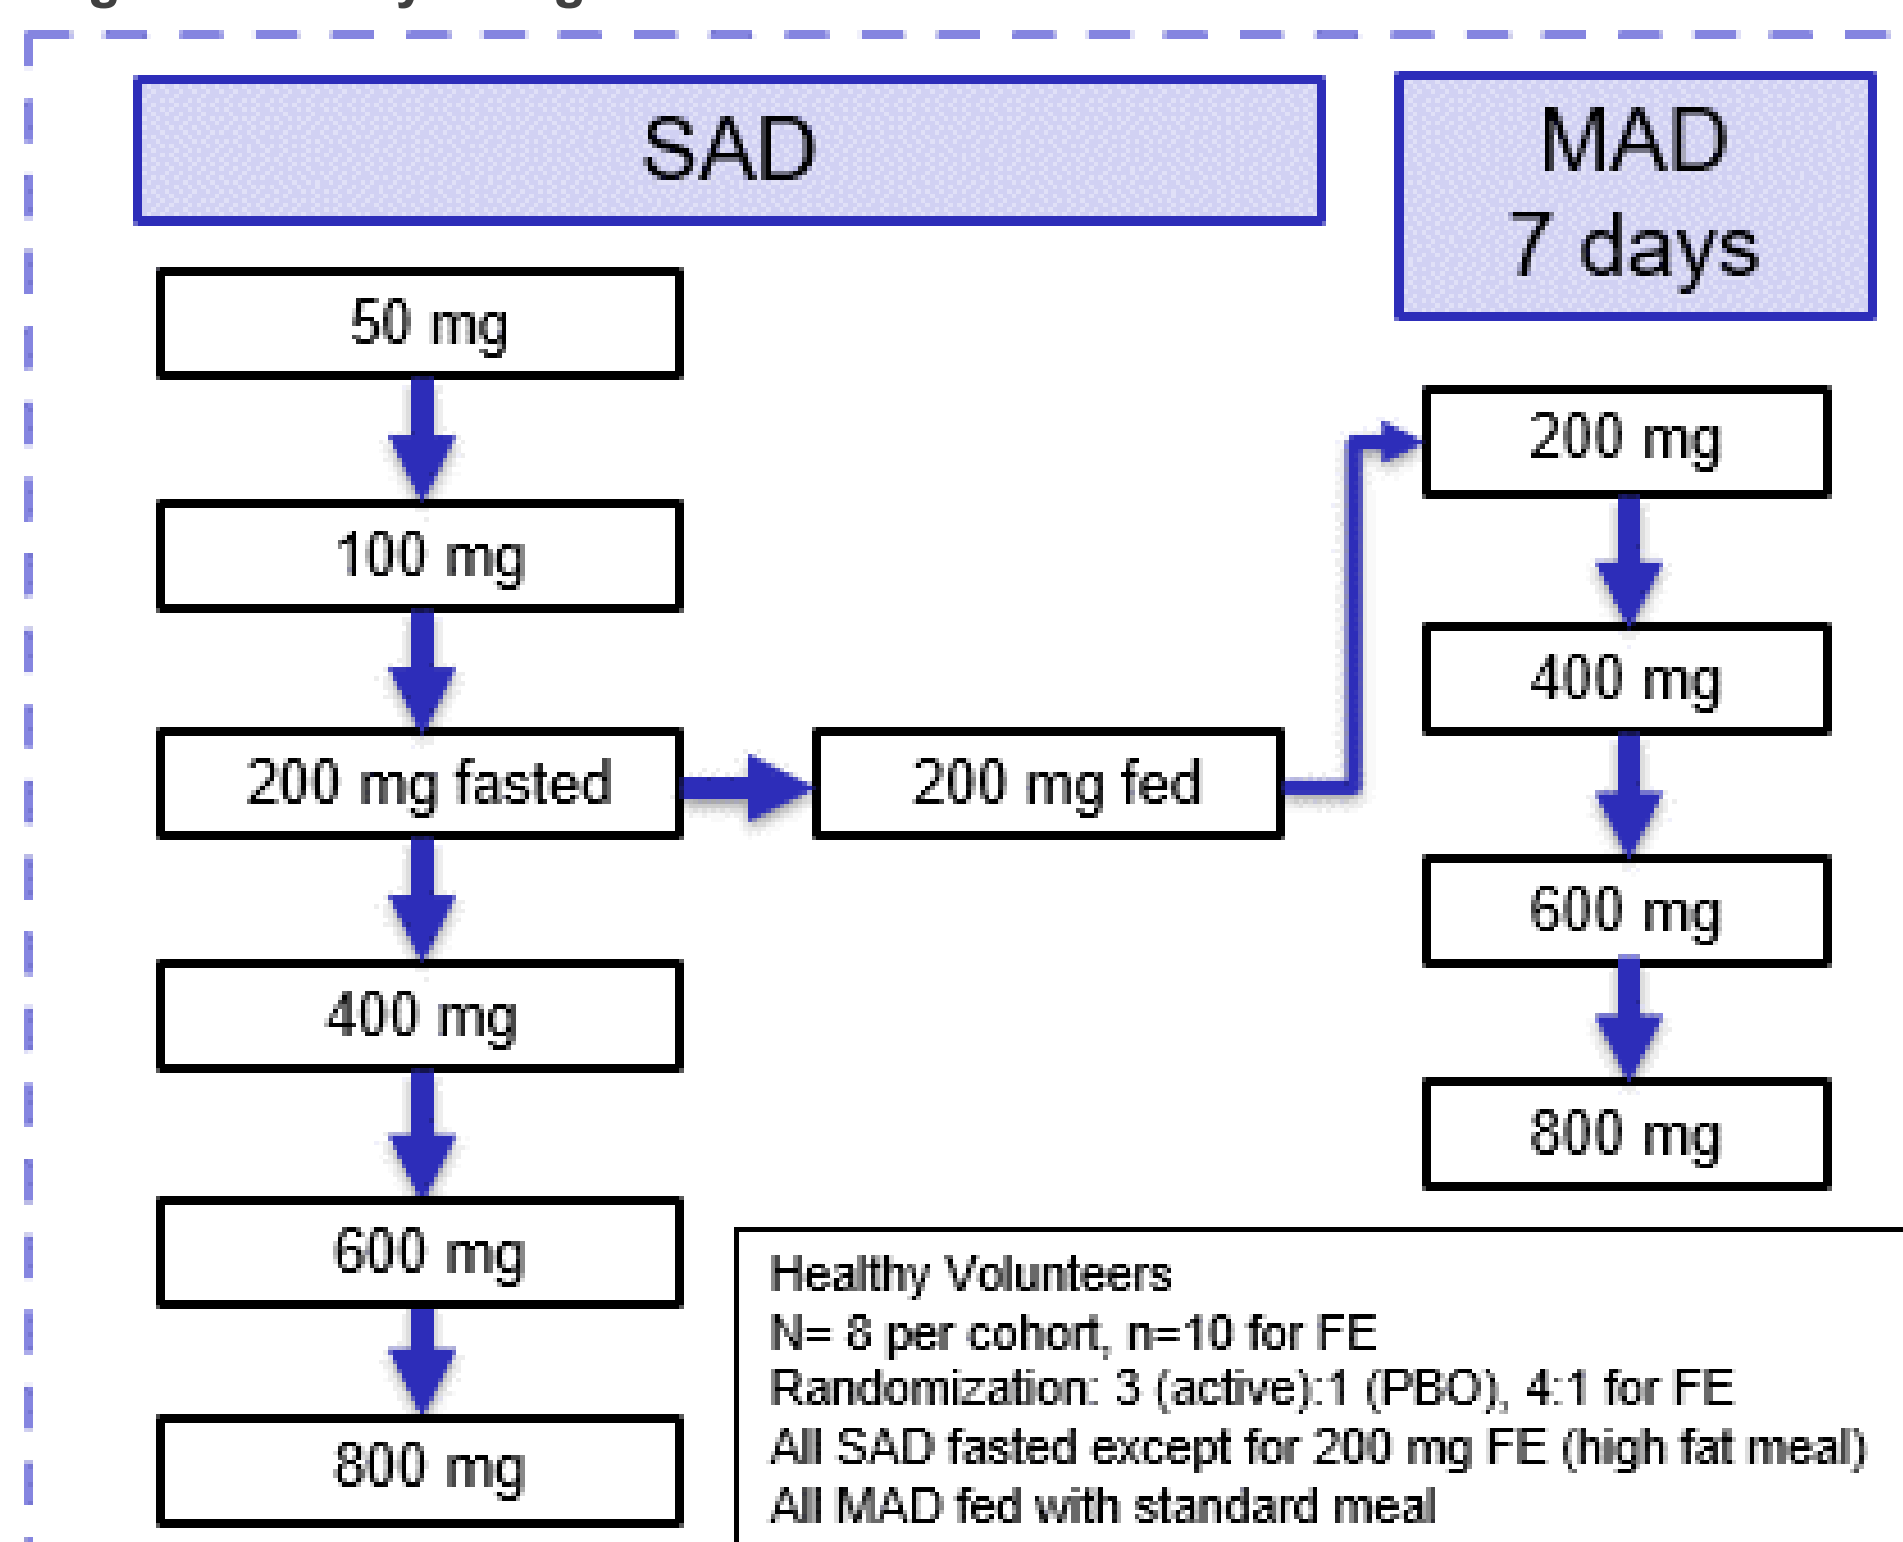 SAD
MAD
7 days
50 mg
100 mg
200 mg fasted
200 mg fed
400 mg
600 mg
800 mg
200 mg
400 mg
600 mg
800 mg
Healthy Volunteers
N= 8 per cohort, n=10 for FE
Randomization: 3 (active):1 (PBO), 4:1 for FE
All SAD fasted except for 200 mg FE (high fat meal)
All MAD fed with standard meal